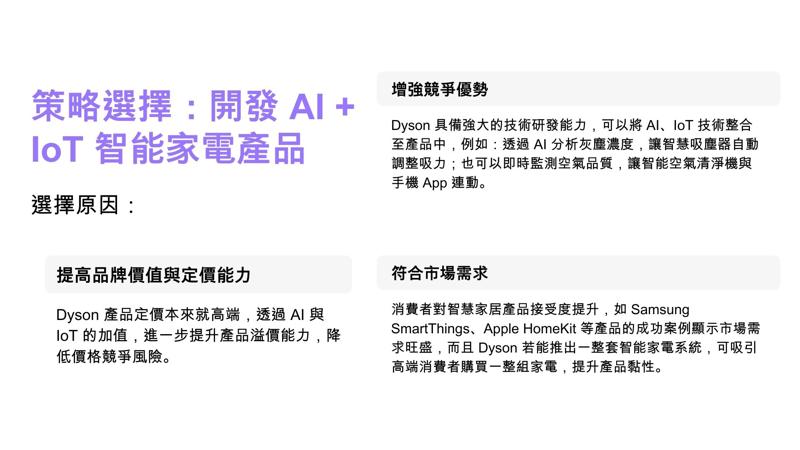 策略選擇：開發 AI +
IoT 智能家電產品
選擇原因：
增強競爭優勢
Dyson 具備強大的技術研發能力，可以將 AI、IoT 技術整合
至產品中，例如：透過 AI 分析灰塵濃度，讓智慧吸塵器自動
調整吸力；也可以即時監測空氣品質，讓智能空氣清淨機與
手機 App 連動。
提高品牌價值與定價能力
Dyson 產品定價本來就高端，透過 AI 與
IoT 的加值，進一步提升產品溢價能力，降
低價格競爭風險。
符合市場需求
消費者對智慧家居產品接受度提升，如 Samsung
SmartThings、Apple HomeKit 等產品的成功案例顯示市場需
求旺盛，而且 Dyson 若能推出一整套智能家電系統，可吸引
高端消費者購買一整組家電，提升產品黏性。